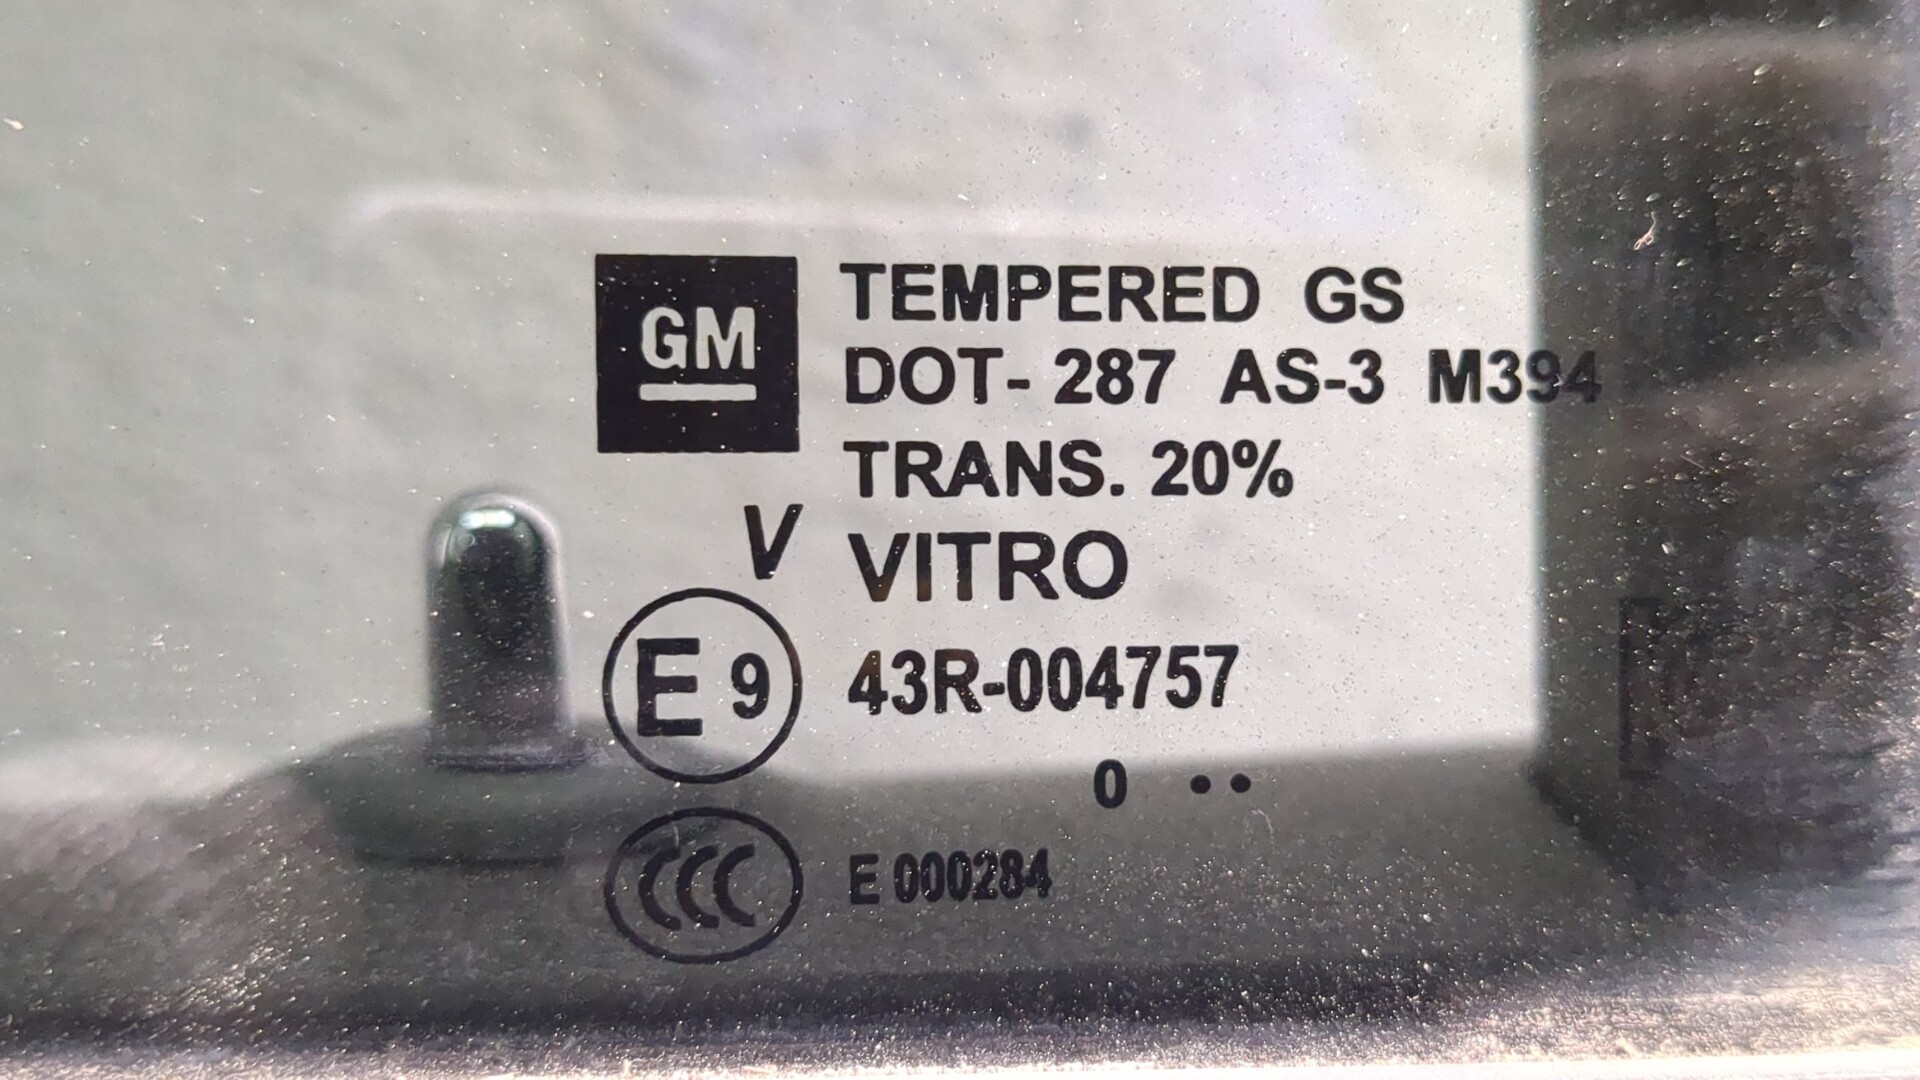 GM
TEMPERED GS
DOT- 287 AS-3 M394
TRANS. 20%
V VITRO
E 9 43R-004757
0 ••
CCC E 000284